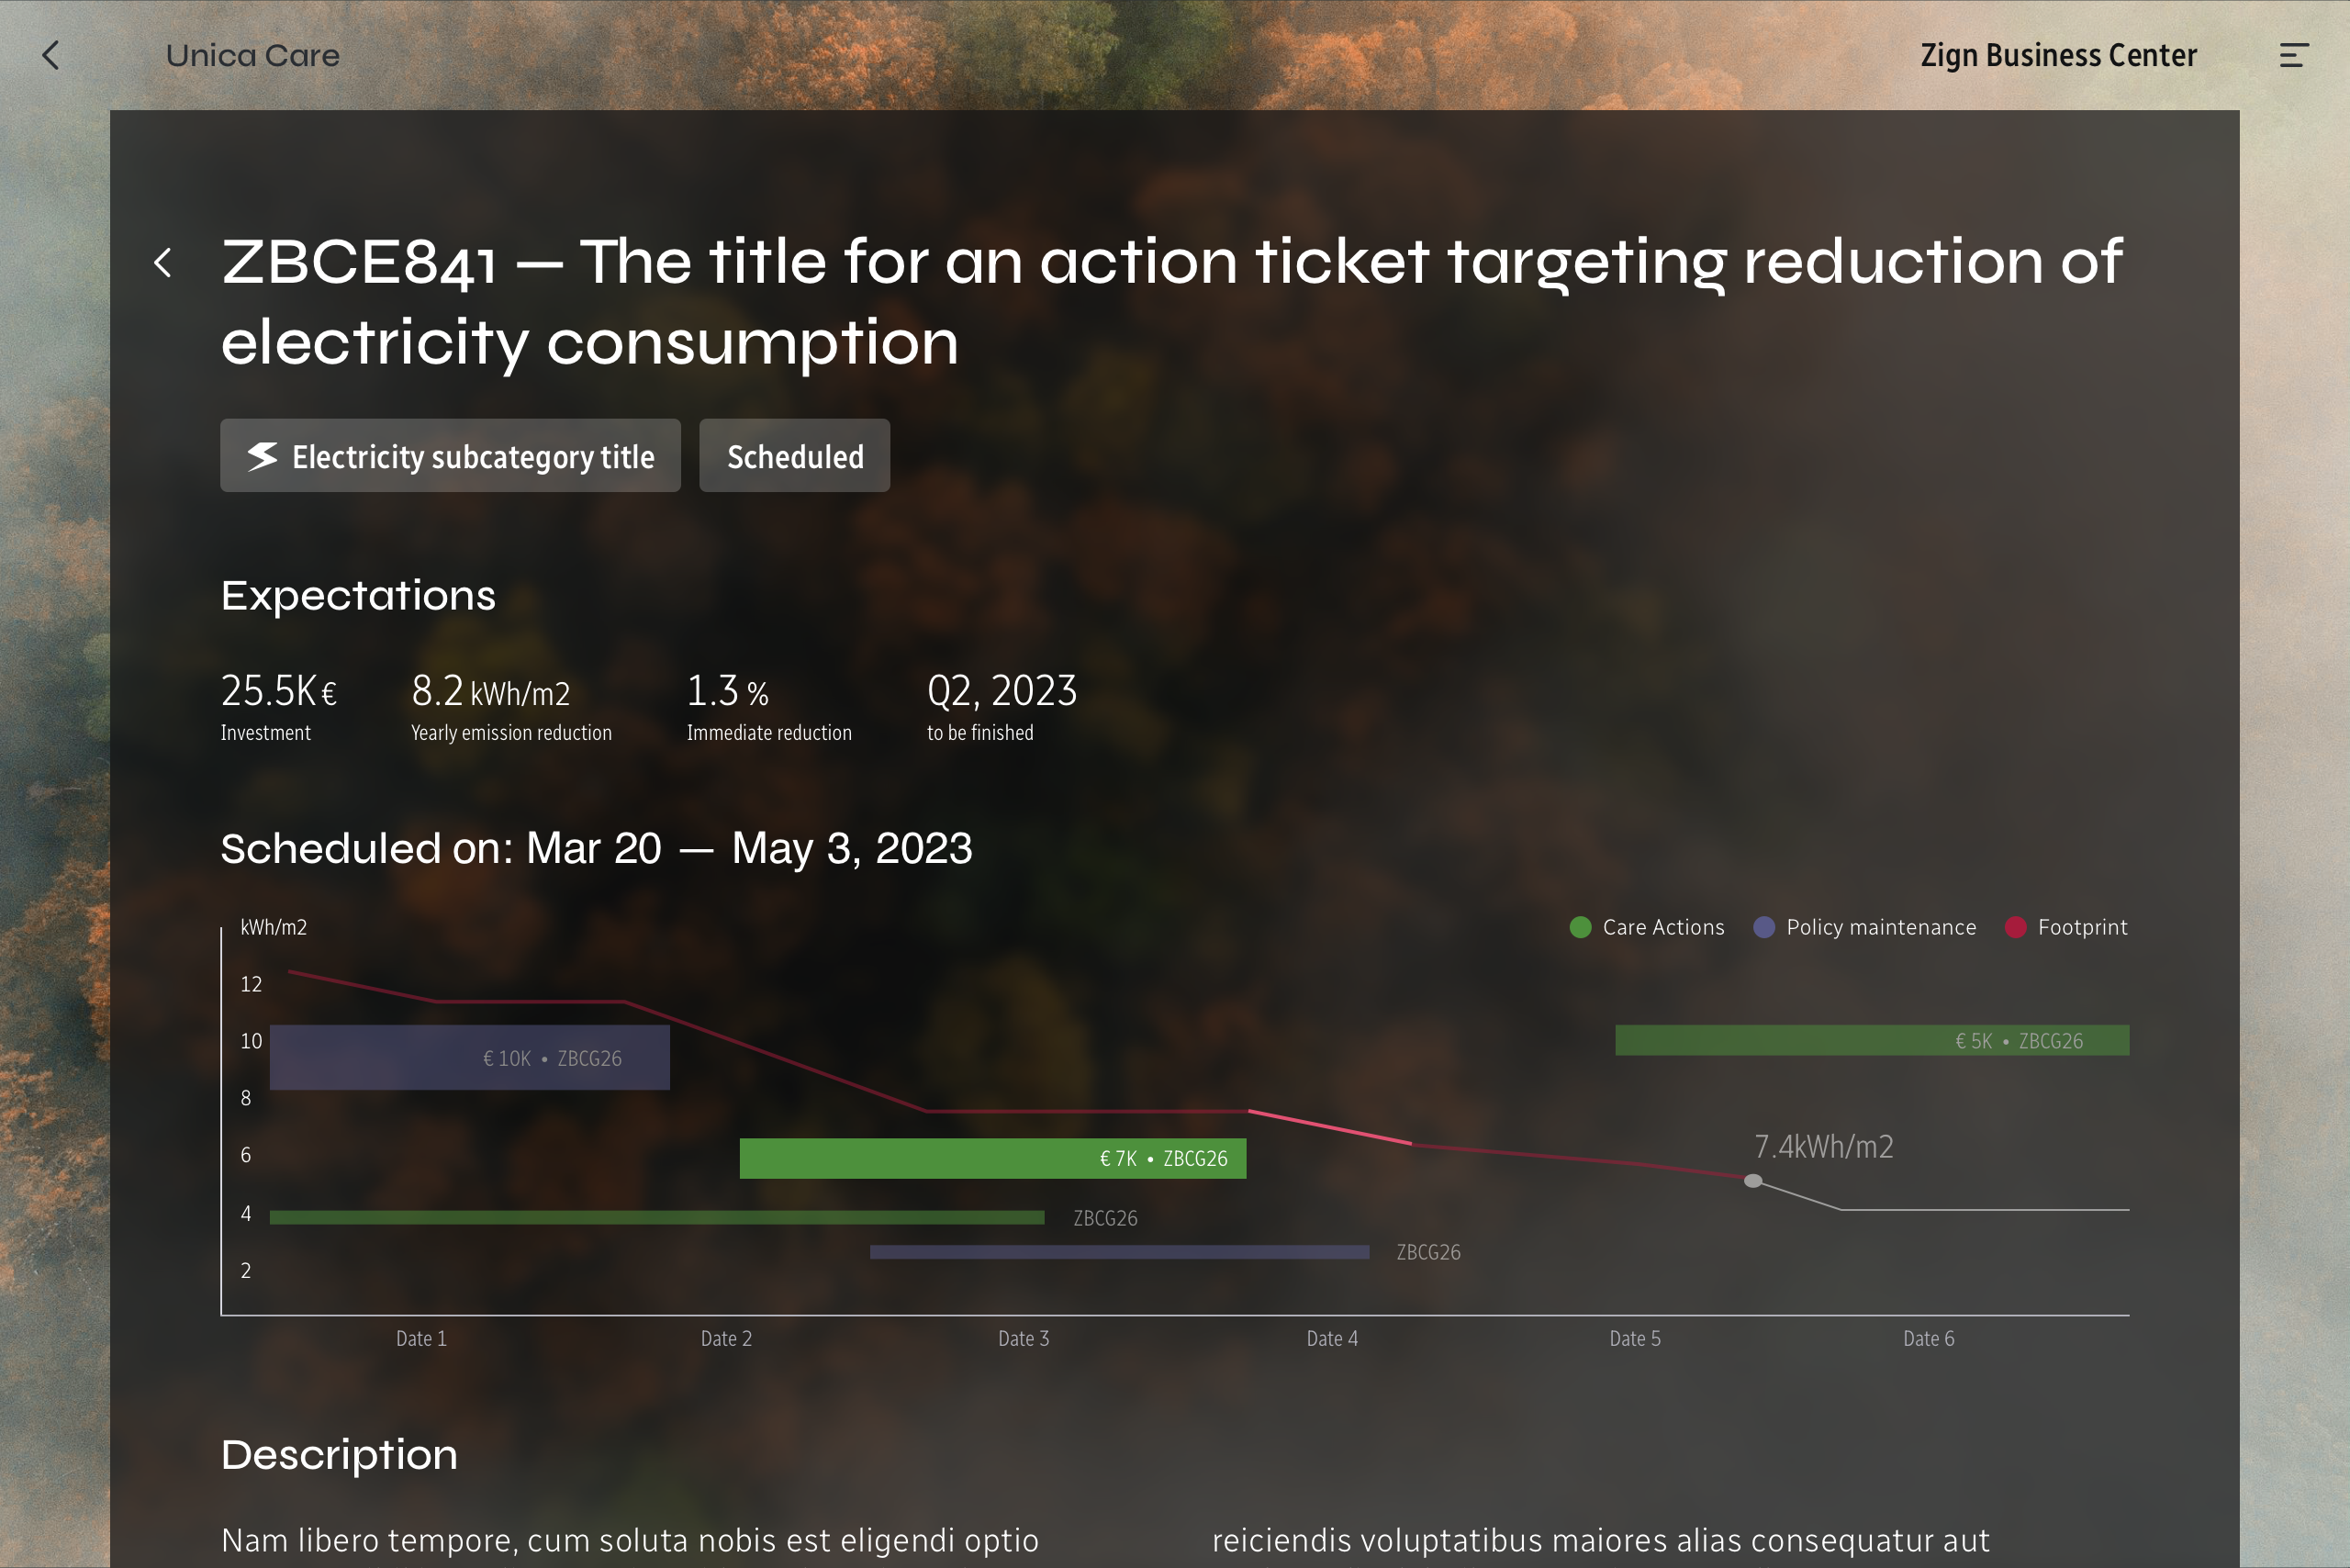 Unica Care
Zign Business Center
ZBCE841 — The title for an action ticket targeting reduction of
electricity consumption
Electricity subcategory title
Scheduled
Expectations
25.5K €
Investment
8.2 kWh/m2
Yearly emission reduction
1.3 %
Immediate reduction
Q2, 2023
to be finished
Scheduled on: Mar 20 — May 3, 2023
kWh/m2
Care Actions
Policy maintenance
Footprint
12
10
8
6
4
2
€ 10K • ZBCG26
€ 5K • ZBCG26
7.4kWh/m2
€ 7K • ZBCG26
ZBCG26
ZBCG26
Date 1
Date 2
Date 3
Date 4
Date 5
Date 6
Description
Nam libero tempore, cum soluta nobis est eligendi optio
reiciendis voluptatibus maiores alias consequatur aut